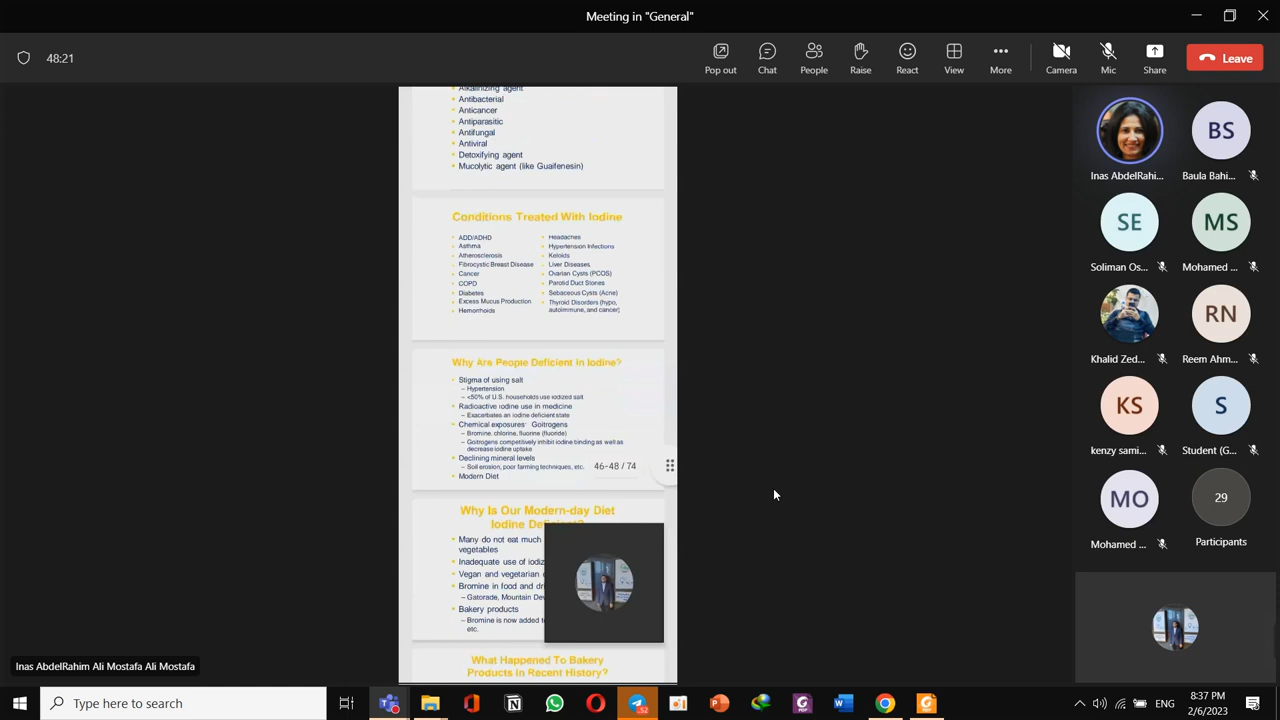 Meeting in "General"
48:21
Pop out
Chat
People
Raise
React
View
More
Camera
Mic
Share
Leave
Alkalinizing agent
Antibacterial
Anticancer
Antiparasitic
Antifungal
Antiviral
Detoxifying agent
Mucolytic agent (like Guaifenesin)
Conditions Treated With Iodine
ADD/ADHD
Asthma
Atherosclerosis
Fibrocystic Breast Disease
Cancer
COPD
Diabetes
Excess Mucus Production
Hemorrhoids
Headaches
Hypertension Infections
Keloids
Liver Diseases,
Ovarian Cysts (PCOS)
Parotid Duct Stones
Sebaceous Cysts (Acne)
Thyroid Disorders (hypo,
autoimmune, and cancer)
Why Are People Deficient in Iodine?
Stigma of using salt
– Hypertension
– <50% of U.S. households use iodized salt
Radioactive iodine use in medicine
– Exacerbates an iodine deficient state
Chemical exposures- Goitrogens
– Bromine, chlorine, fluorine (fluoride)
– Goitrogens competitively inhibit iodine binding as well as
decrease iodine uptake
Declining mineral levels
– Soil erosion, poor farming techniques, etc.
Modern Diet
46-48 / 74
Why Is Our Modern-day Diet
Iodine
Many do not eat much
vegetables
Inadequate use of
Vegan and vegetarian
Bromine in food and
– Gatorade, Mountain
Bakery products
– Bromine is now added
etc.
What Happened To Bakery
Products in Recent History?
Inas AbdelRahim Ali Mostafa Ali Mostafa
Inas AbdelRahi...
BS
Baula Bahi...
SE
Soliman Os...
MS
Mohamed ...
Khalid Zed...
RN
n Ahm...
KS
sami...
S
ent (G...
MO
Mohamed ...
29
Participants
Type here to search
52
ENG
8:37 PM
2/6/2023